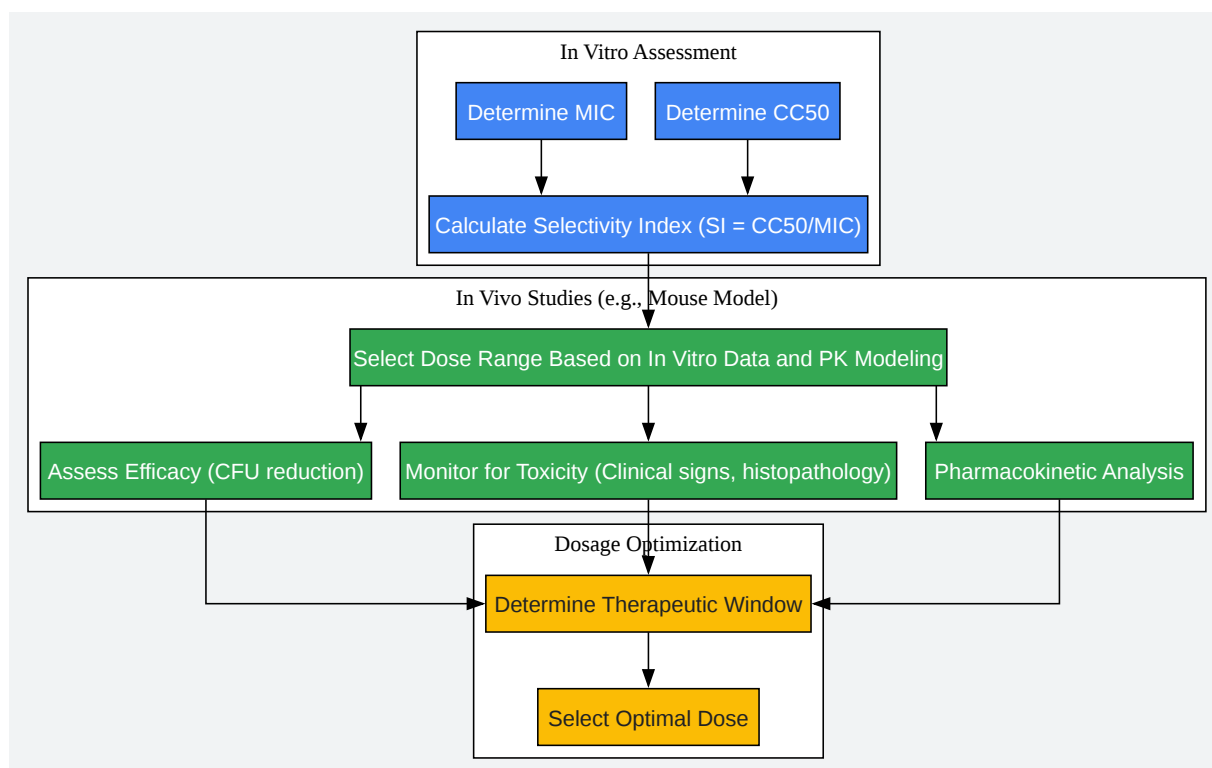 In Vitro Assessment
Determine MIC
Determine CC50
Calculate Selectivity Index (SI = CC50/MIC)
In Vivo Studies (e.g., Mouse Model)
Select Dose Range Based on In Vitro Data and PK Modeling
Assess Efficacy (CFU reduction)
Monitor for Toxicity (Clinical signs, histopathology)
Pharmacokinetic Analysis
Dosage Optimization
Determine Therapeutic Window
Select Optimal Dose